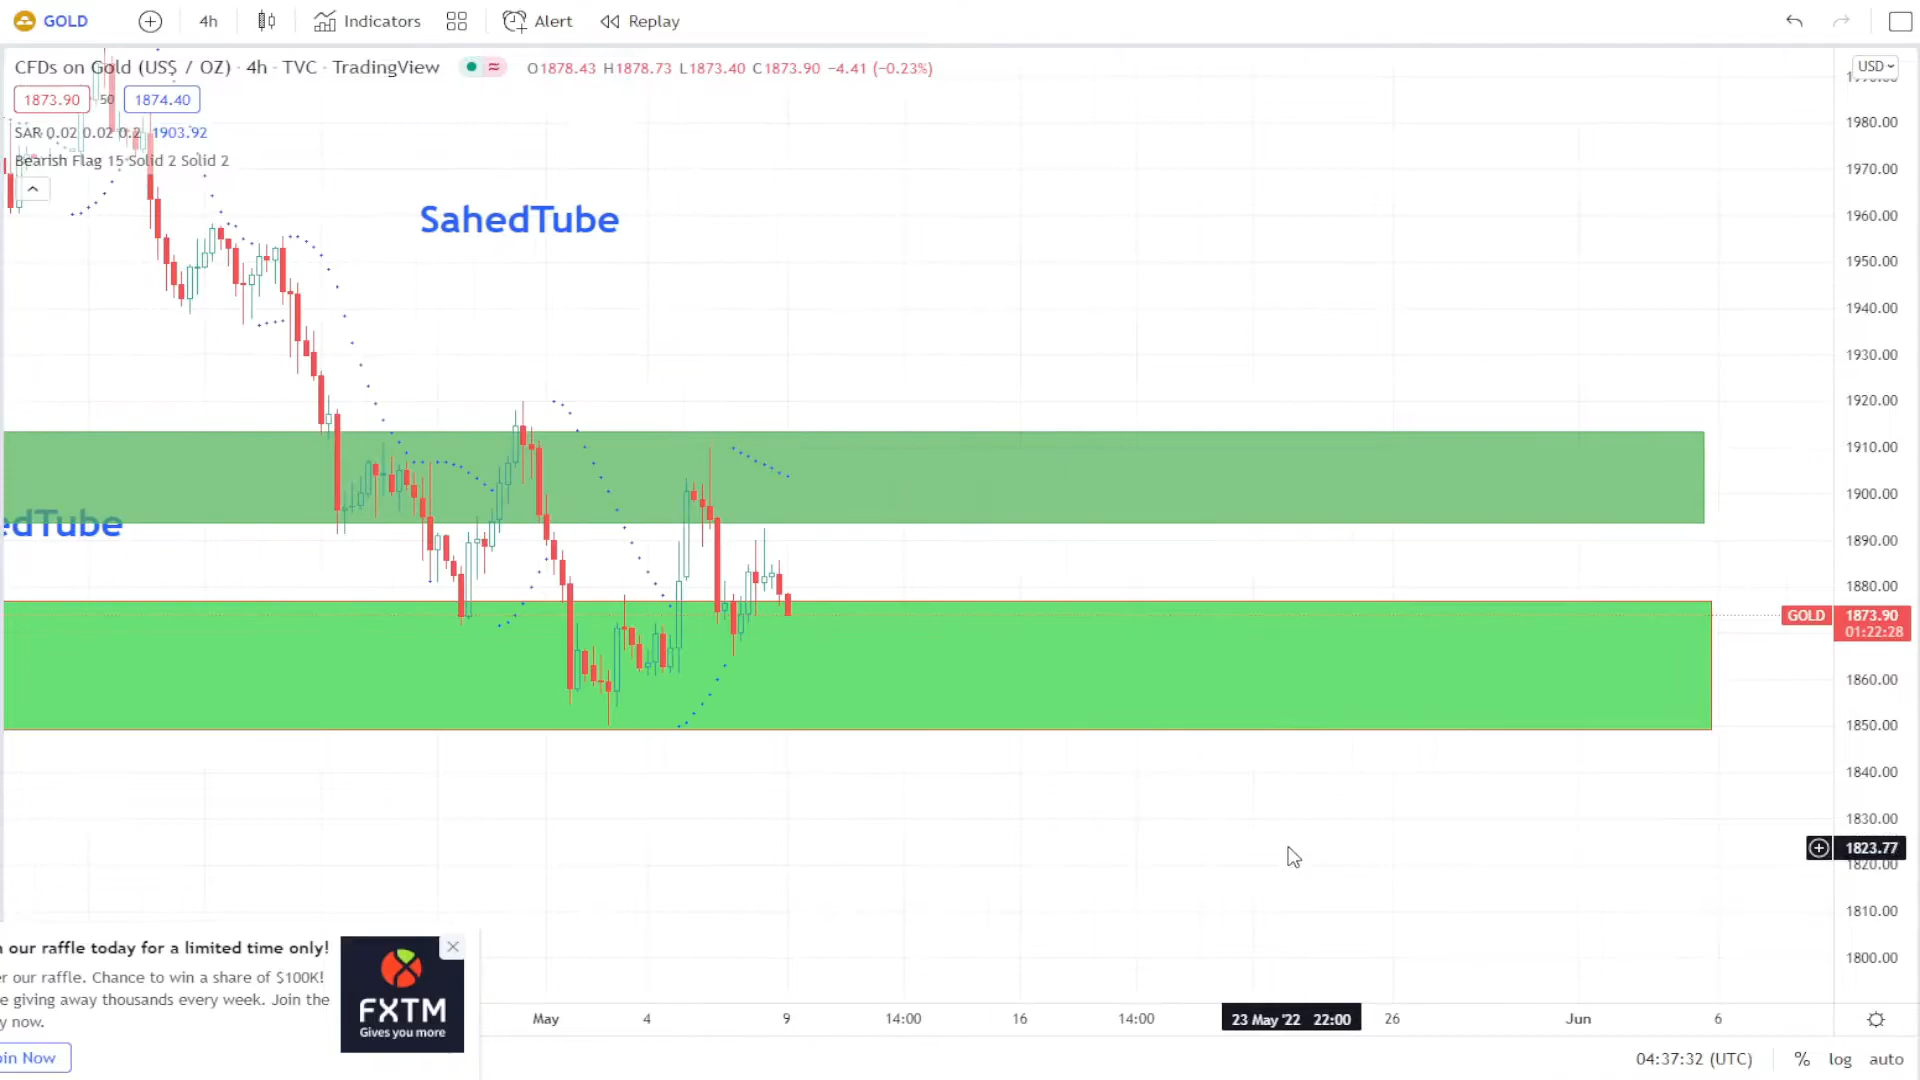 GOLD 4h Indicators Alert Replay
CFDs on Gold (US$ / OZ) · 4h · TVC · TradingView O1878.43 H1878.73 L1873.40 C1873.90 −4.41 (−0.23%)
USD
1873.90 50 1874.40
SAR 0.02 0.02 0.2 1903.92
Bearish Flag 15 Solid 2 Solid 2
SahedTube
edTube
1980.00
1970.00
1960.00
1950.00
1940.00
1930.00
1920.00
1910.00
1900.00
1890.00
1880.00
GOLD 1873.90
01:22:28
1860.00
1850.00
1840.00
1830.00
1823.77
1820.00
1810.00
1800.00
our raffle today for a limited time only!
er our raffle. Chance to win a share of $100K!
e giving away thousands every week. Join the
y now.
oin Now
FXTM
Gives you more
May 4 9 14:00 16 14:00 23 May '22 22:00 26 Jun 6
04:37:32 (UTC) % log auto